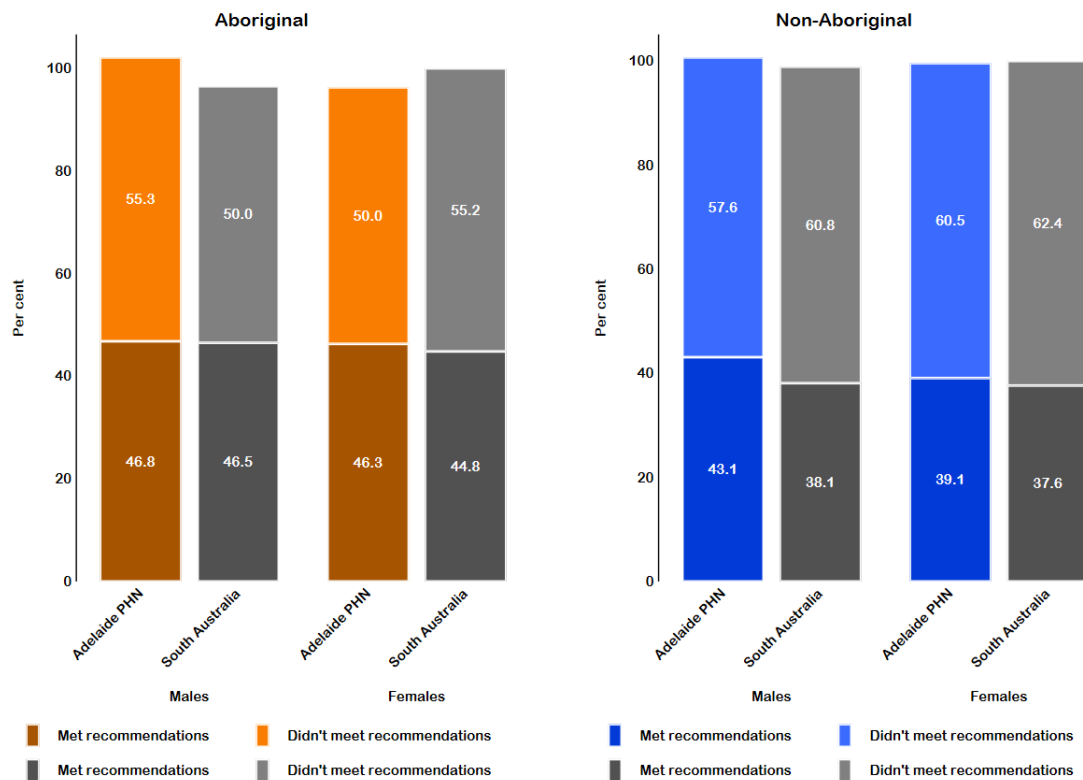 Aboriginal
Non-Aboriginal
Per cent
100
80
60
40
20
0
55.3
50.0
50.0
55.2
46.8
46.5
46.3
44.8
Adelaide PHN
South Australia
Adelaide PHN
South Australia
Males
Females
Per cent
100
80
60
40
20
0
57.6
60.8
60.5
62.4
43.1
38.1
39.1
37.6
Adelaide PHN
South Australia
Adelaide PHN
South Australia
Males
Females
Met recommendations
Didn't meet recommendations
Met recommendations
Didn't meet recommendations
Met recommendations
Didn't meet recommendations
Met recommendations
Didn't meet recommendations